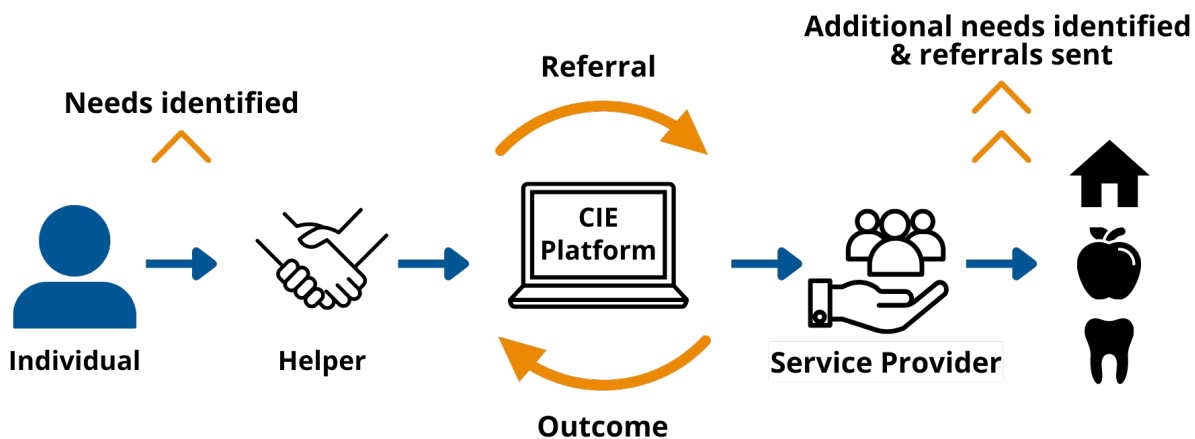 Additional needs identified
& referrals sent
Referral
Needs identified
CIE
Platform
Individual
Helper
Service Provider
Outcome